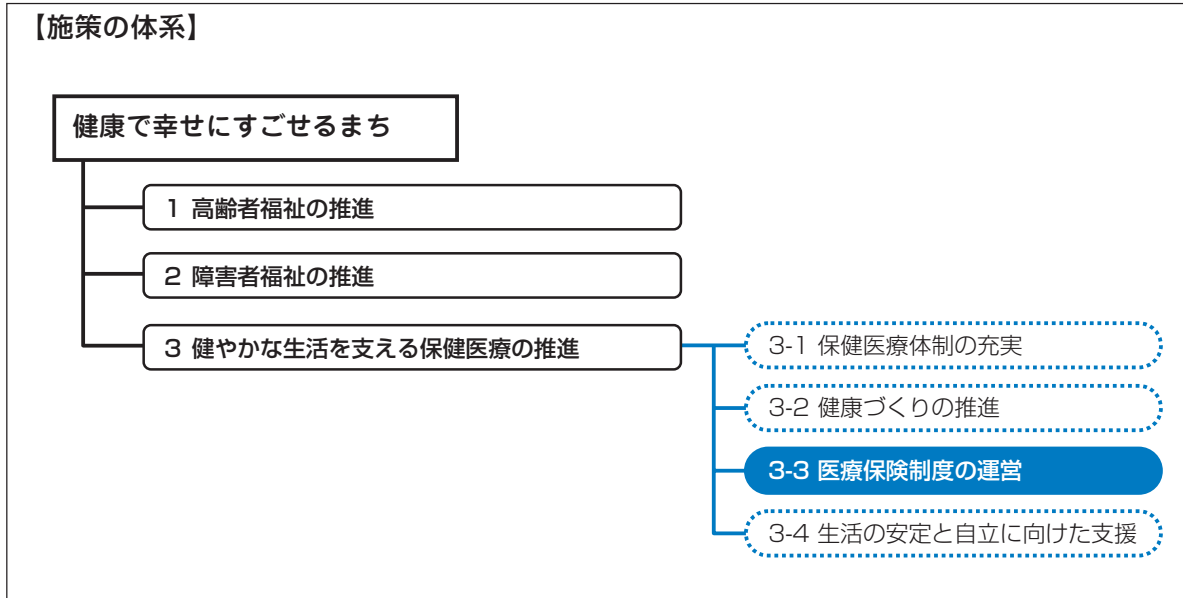 【施策の体系】
健康で幸せにすごせるまち
1 高齢者福祉の推進
2 障害者福祉の推進
3 健やかな生活を支える保健医療の推進
3-1 保健医療体制の充実
3-2 健康づくりの推進
3-3 医療保険制度の運営
3-4 生活の安定と自立に向けた支援